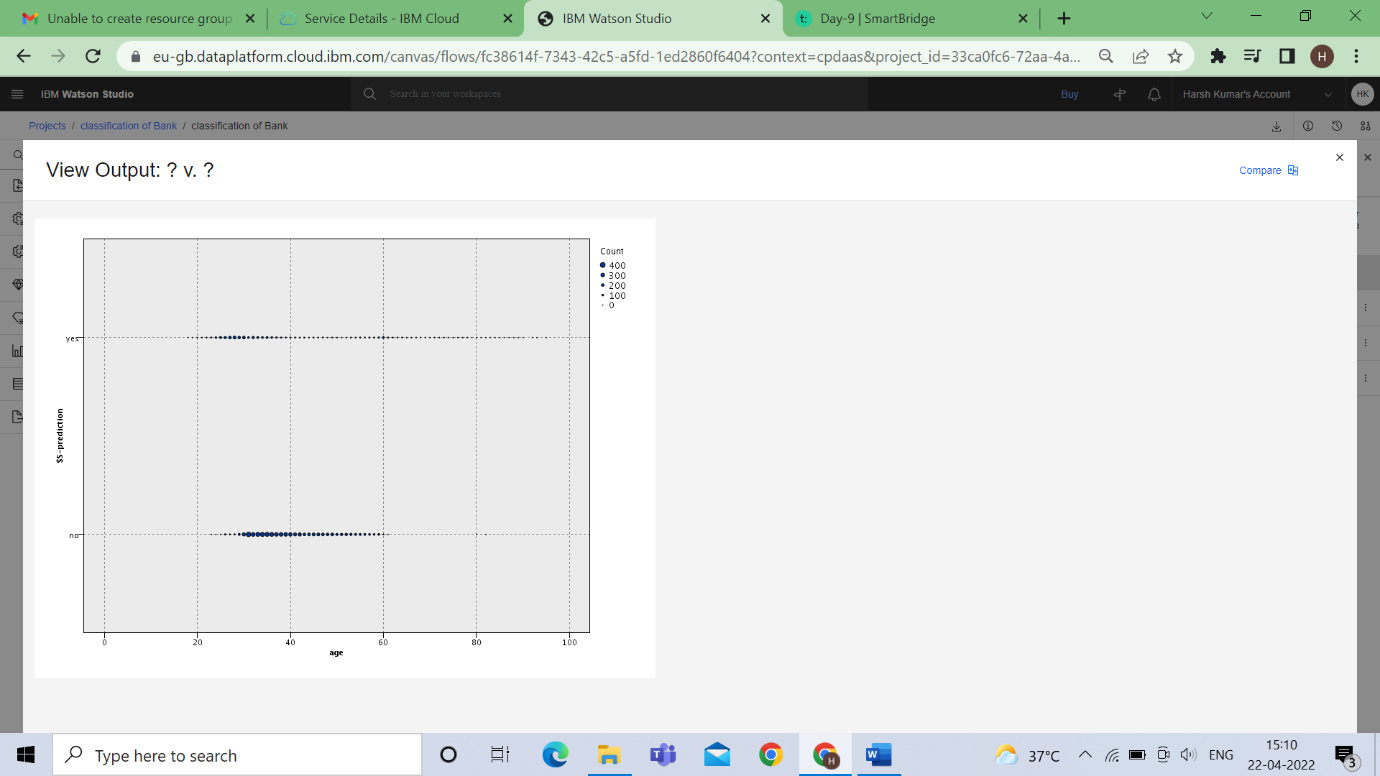 Unable to create resource group
Service Details - IBM Cloud
IBM Watson Studio
t: Day-9 | SmartBridge
eu-gb.dataplatform.cloud.ibm.com/canvas/flows/fc38614f-7343-42c5-a5fd-1ed2860f6404?context=cpdaas&project_id=33ca0fc6-72aa-4a...
H
IBM Watson Studio
Search in your workspaces
Buy
Harsh Kumar's Account
HK
Projects / classification of Bank / classification of Bank
View Output: ? v. ?
Compare
Count
400
300
200
100
0
yes
no
$S-prediction
0 20 40 60 80 100
age
Type here to search
37°C
ENG
15:10
22-04-2022
3